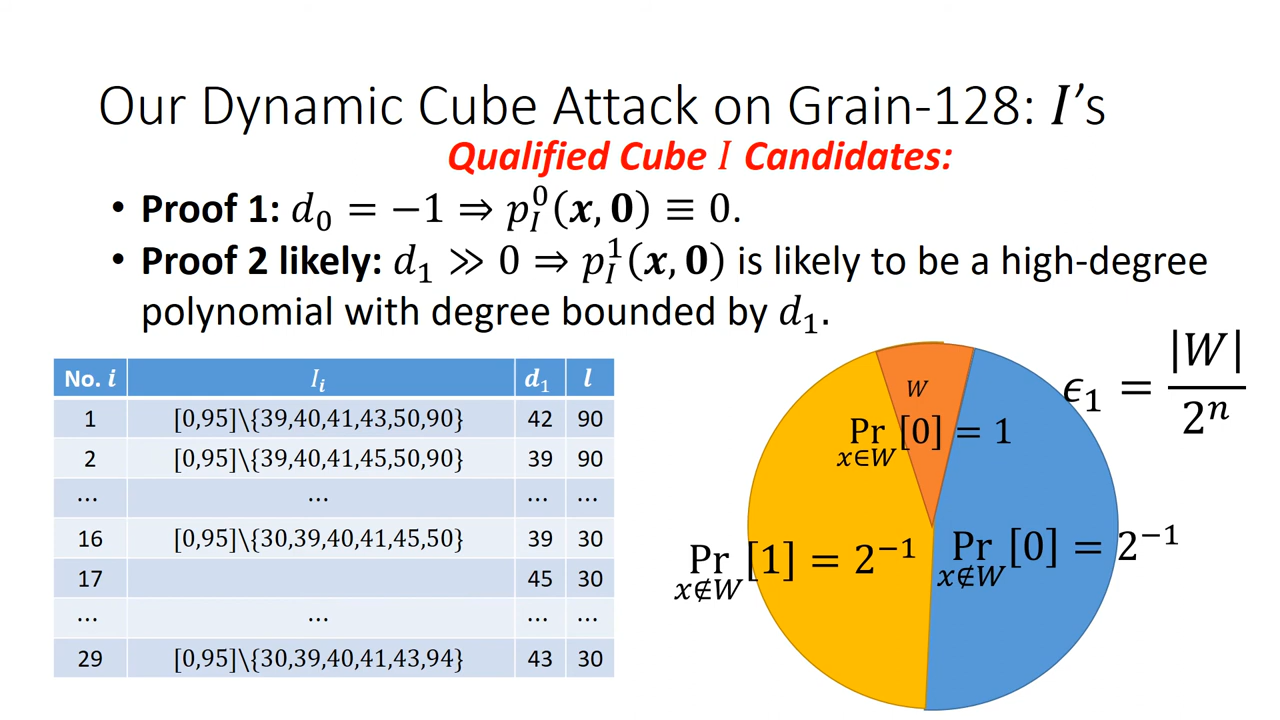 Our Dynamic Cube Attack on Grain-128: 𝑰's
Qualified Cube 𝐼 Candidates:
• Proof 1: 𝑑₀ = −1 ⇒ 𝑝_𝐼^0(𝒙, 𝟎) ≡ 0.
• Proof 2 likely: 𝑑₁ ≫ 0 ⇒ 𝑝_𝐼^1(𝒙, 𝟎) is likely to be a high-degree
polynomial with degree bounded by 𝑑₁.
No. 𝒊 𝐼ᵢ 𝒅₁ 𝒍
1 [0,95]\{39,40,41,43,50,90} 42 90
2 [0,95]\{39,40,41,45,50,90} 39 90
... ...
16 [0,95]\{30,39,40,41,45,50} 39 30
17 45 30
... ...
29 [0,95]\{30,39,40,41,43,94} 43 30
𝜖₁ = |𝑊| / 2ⁿ
𝑊
Pr_{𝑥∈𝑊}[0] = 1
Pr_{𝑥∉𝑊}[1] = 2⁻¹
Pr_{𝑥∉𝑊}[0] = 2⁻¹